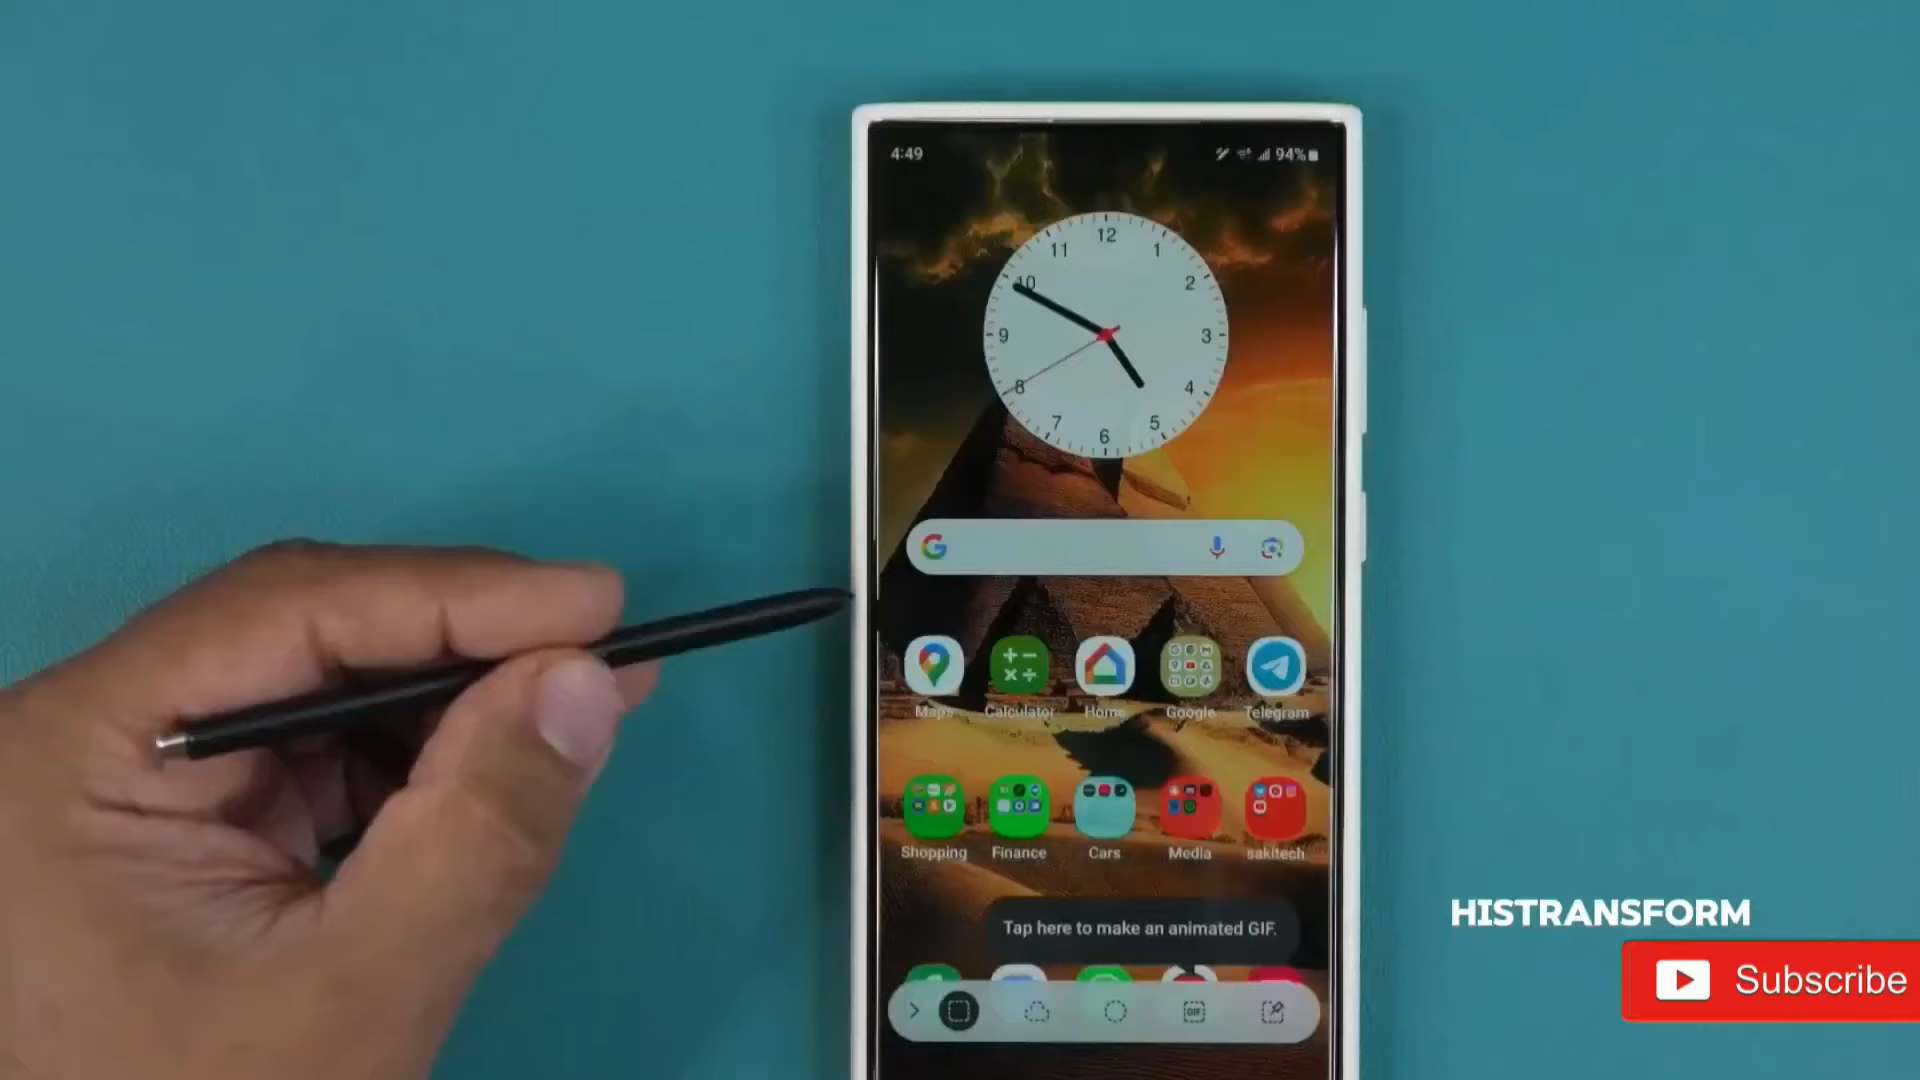 4:49
94%
12
11 1
10 2
9 3
8 4
7 5
6
G
Maps Calculator Home Google Telegram
Shopping Finance Cars Media sakitech
Tap here to make an animated GIF.
GIF
HISTRANSFORM
Subscribe